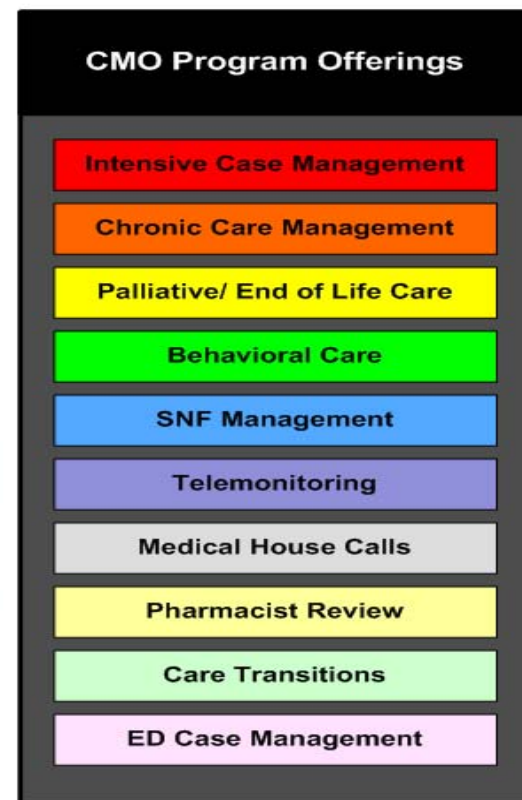 CMO Program Offerings
Intensive Case Management
Chronic Care Management
Palliative/ End of Life Care
Behavioral Care
SNF Management
Telemonitoring
Medical House Calls
Pharmacist Review
Care Transitions
ED Case Management